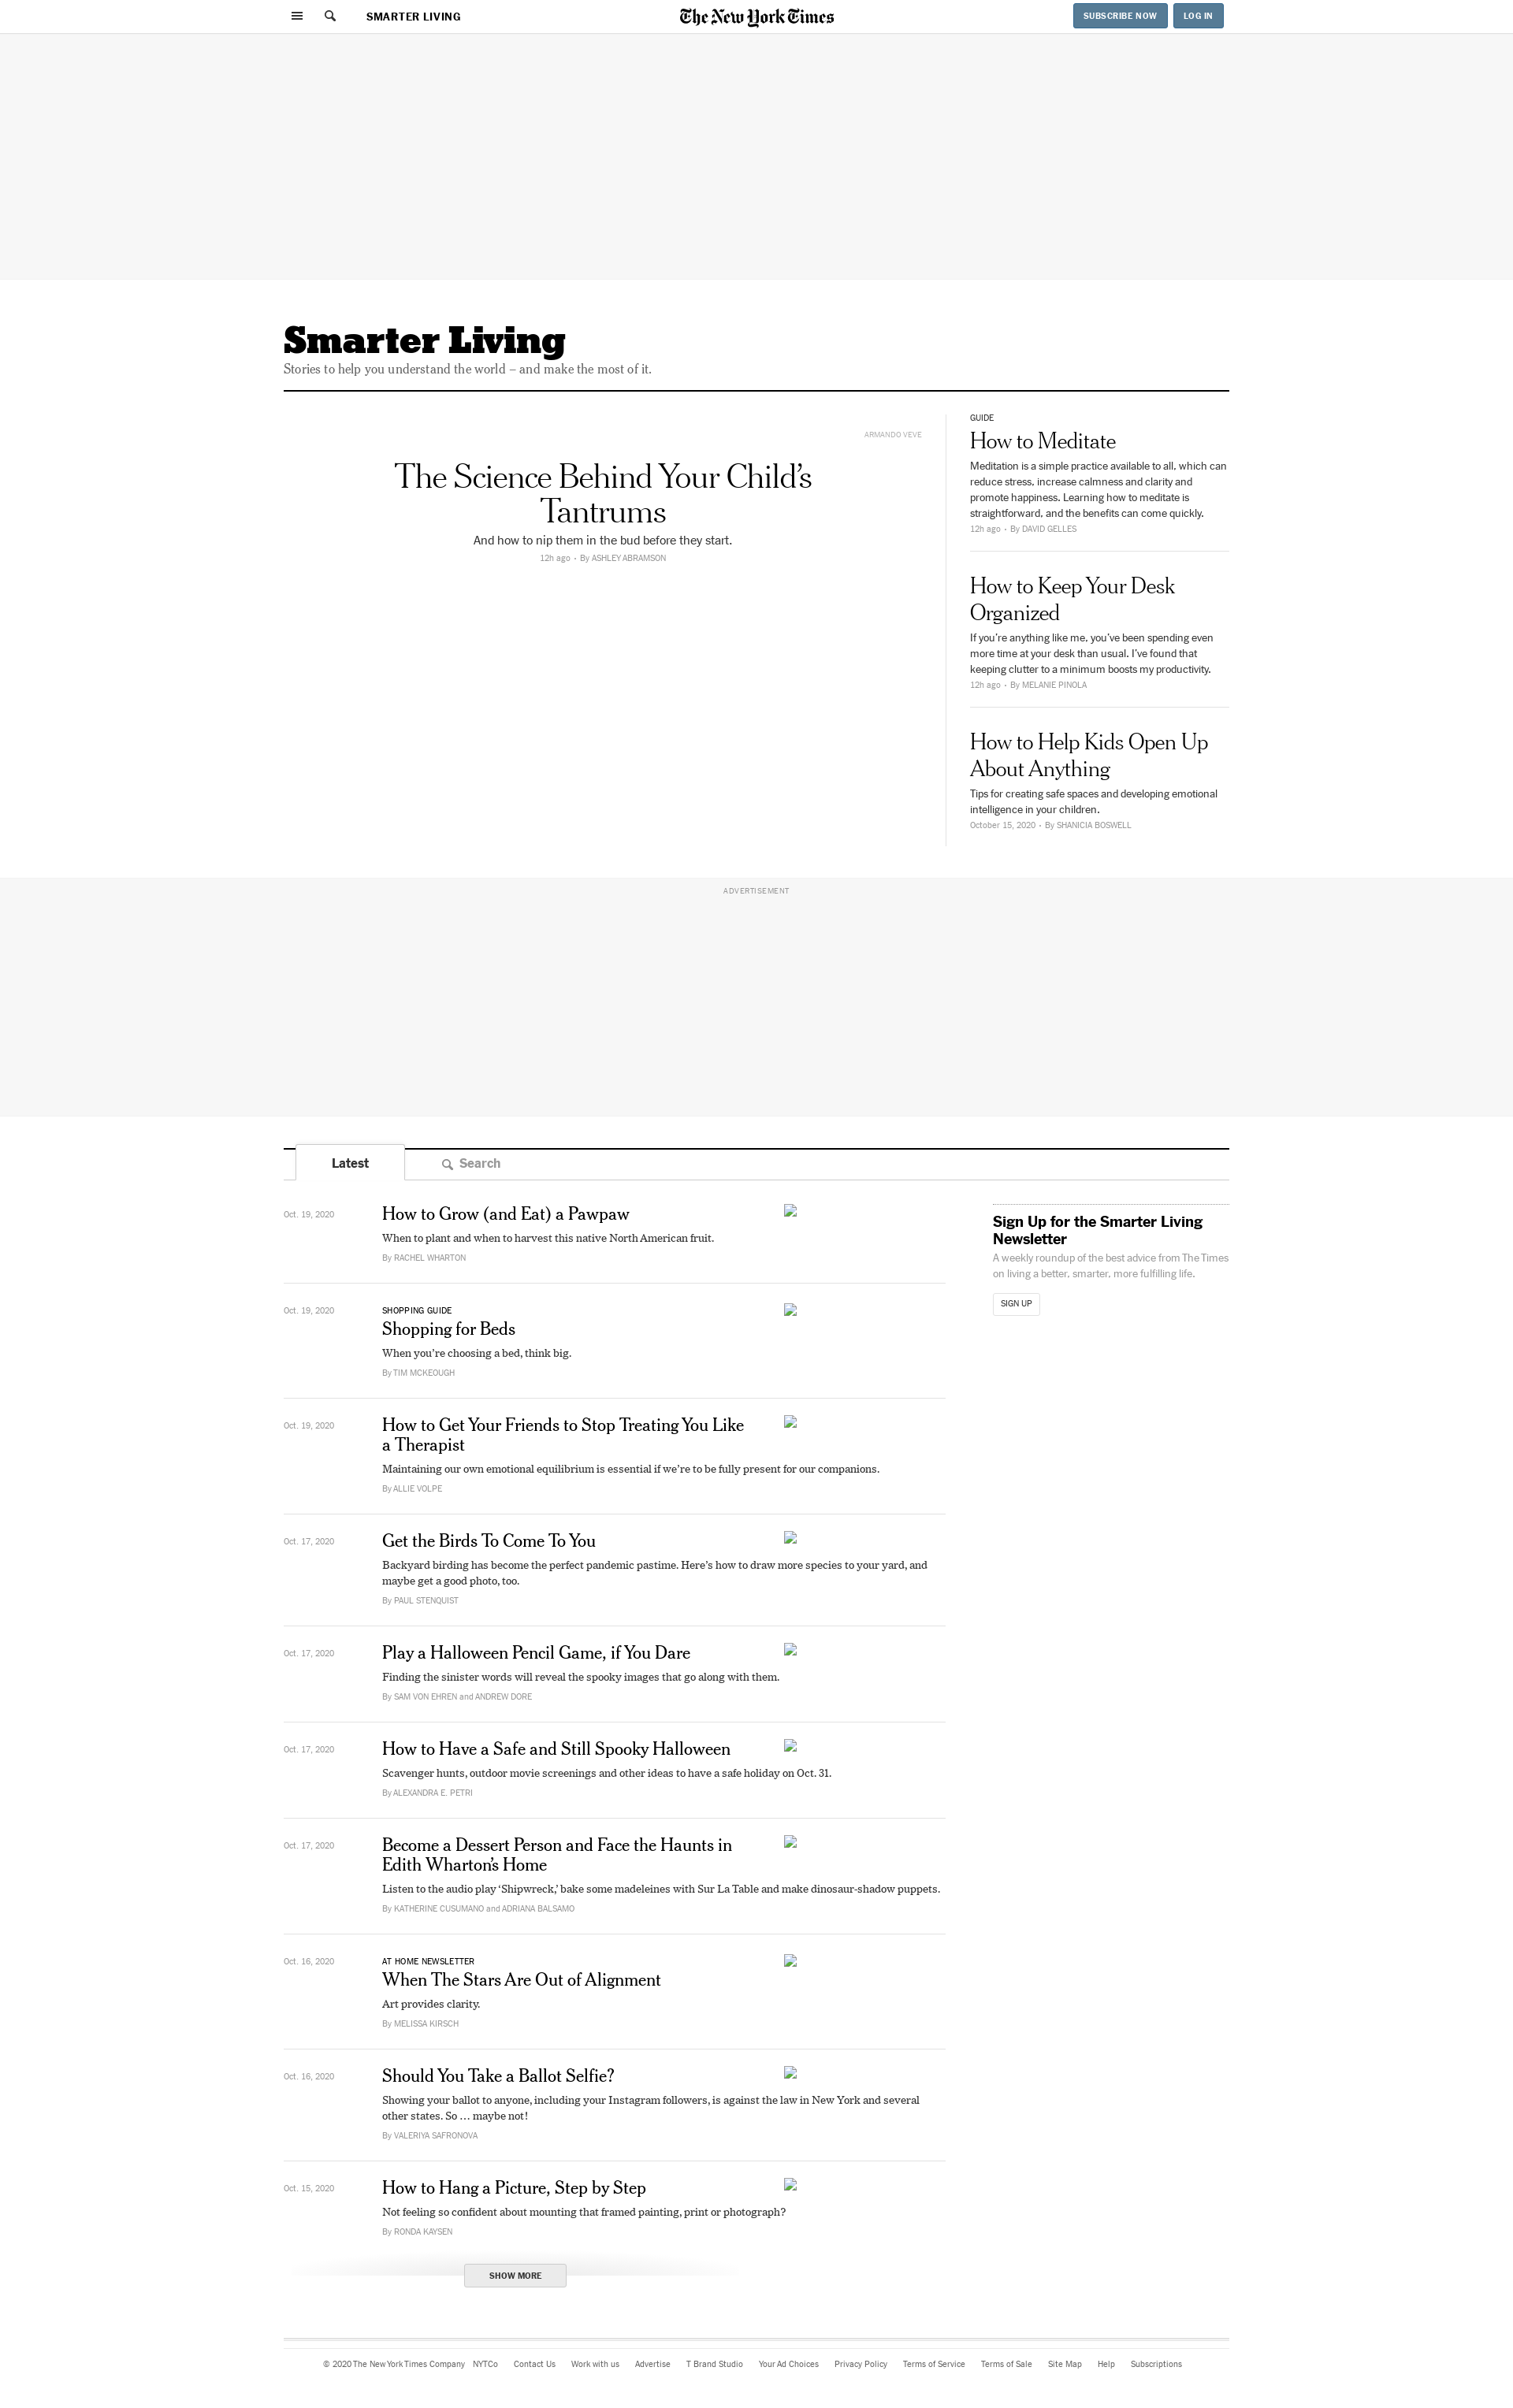 SMARTER LIVING
The New York Times
SUBSCRIBE NOW
LOG IN
Smarter Living
Stories to help you understand the world – and make the most of it.
ARMANDO VEVE
The Science Behind Your Child’s
Tantrums
And how to nip them in the bud before they start.
12h ago • By ASHLEY ABRAMSON
GUIDE
How to Meditate
Meditation is a simple practice available to all, which can
reduce stress, increase calmness and clarity and
promote happiness. Learning how to meditate is
straightforward, and the benefits can come quickly.
12h ago • By DAVID GELLES
How to Keep Your Desk
Organized
If you’re anything like me, you’ve been spending even
more time at your desk than usual. I’ve found that
keeping clutter to a minimum boosts my productivity.
12h ago • By MELANIE PINOLA
How to Help Kids Open Up
About Anything
Tips for creating safe spaces and developing emotional
intelligence in your children.
October 15, 2020 • By SHANICIA BOSWELL
ADVERTISEMENT
Latest
Search
Oct. 19, 2020
How to Grow (and Eat) a Pawpaw
When to plant and when to harvest this native North American fruit.
By RACHEL WHARTON
Oct. 19, 2020
SHOPPING GUIDE
Shopping for Beds
When you’re choosing a bed, think big.
By TIM MCKEOUGH
Oct. 19, 2020
How to Get Your Friends to Stop Treating You Like
a Therapist
Maintaining our own emotional equilibrium is essential if we’re to be fully present for our companions.
By ALLIE VOLPE
Oct. 17, 2020
Get the Birds To Come To You
Backyard birding has become the perfect pandemic pastime. Here’s how to draw more species to your yard, and
maybe get a good photo, too.
By PAUL STENQUIST
Oct. 17, 2020
Play a Halloween Pencil Game, if You Dare
Finding the sinister words will reveal the spooky images that go along with them.
By SAM VON EHREN and ANDREW DORE
Oct. 17, 2020
How to Have a Safe and Still Spooky Halloween
Scavenger hunts, outdoor movie screenings and other ideas to have a safe holiday on Oct. 31.
By ALEXANDRA E. PETRI
Oct. 17, 2020
Become a Dessert Person and Face the Haunts in
Edith Wharton’s Home
Listen to the audio play ‘Shipwreck,’ bake some madeleines with Sur La Table and make dinosaur-shadow puppets.
By KATHERINE CUSUMANO and ADRIANA BALSAMO
Oct. 16, 2020
AT HOME NEWSLETTER
When The Stars Are Out of Alignment
Art provides clarity.
By MELISSA KIRSCH
Oct. 16, 2020
Should You Take a Ballot Selfie?
Showing your ballot to anyone, including your Instagram followers, is against the law in New York and several
other states. So … maybe not!
By VALERIYA SAFRONOVA
Oct. 15, 2020
How to Hang a Picture, Step by Step
Not feeling so confident about mounting that framed painting, print or photograph?
By RONDA KAYSEN
SHOW MORE
Sign Up for the Smarter Living
Newsletter
A weekly roundup of the best advice from The Times
on living a better, smarter, more fulfilling life.
SIGN UP
© 2020 The New York Times Company NYTCo Contact Us Work with us Advertise T Brand Studio Your Ad Choices Privacy Policy Terms of Service Terms of Sale Site Map Help Subscriptions